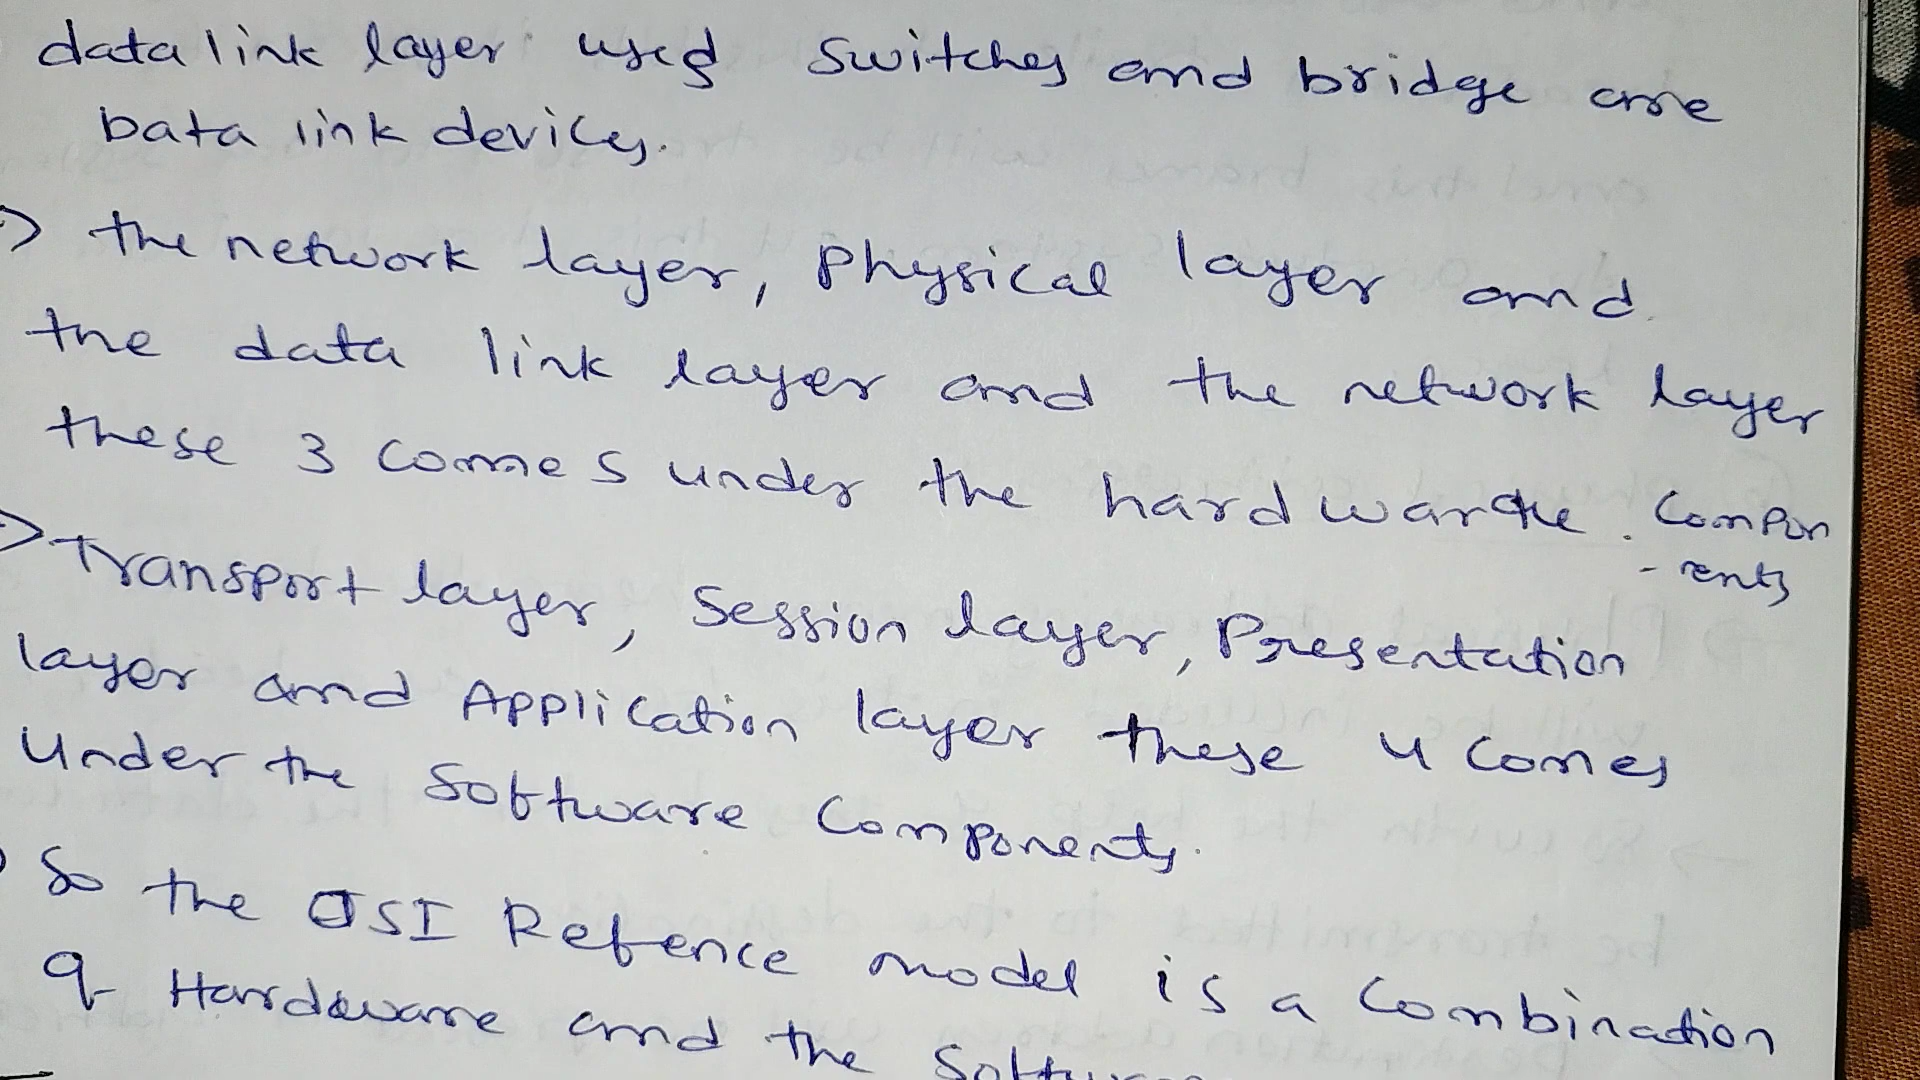 data link layer used switches and bridge are
bata link devices.
> the network layer, physical layer and
the data link layer and the network layer
these 3 comes under the hardware compon
- nents
> Transport layer, Session layer, Presentation
layer and Application layer these 4 comes
under the software components.
So the OSI Refence model is a combination
of Hardware and the Software